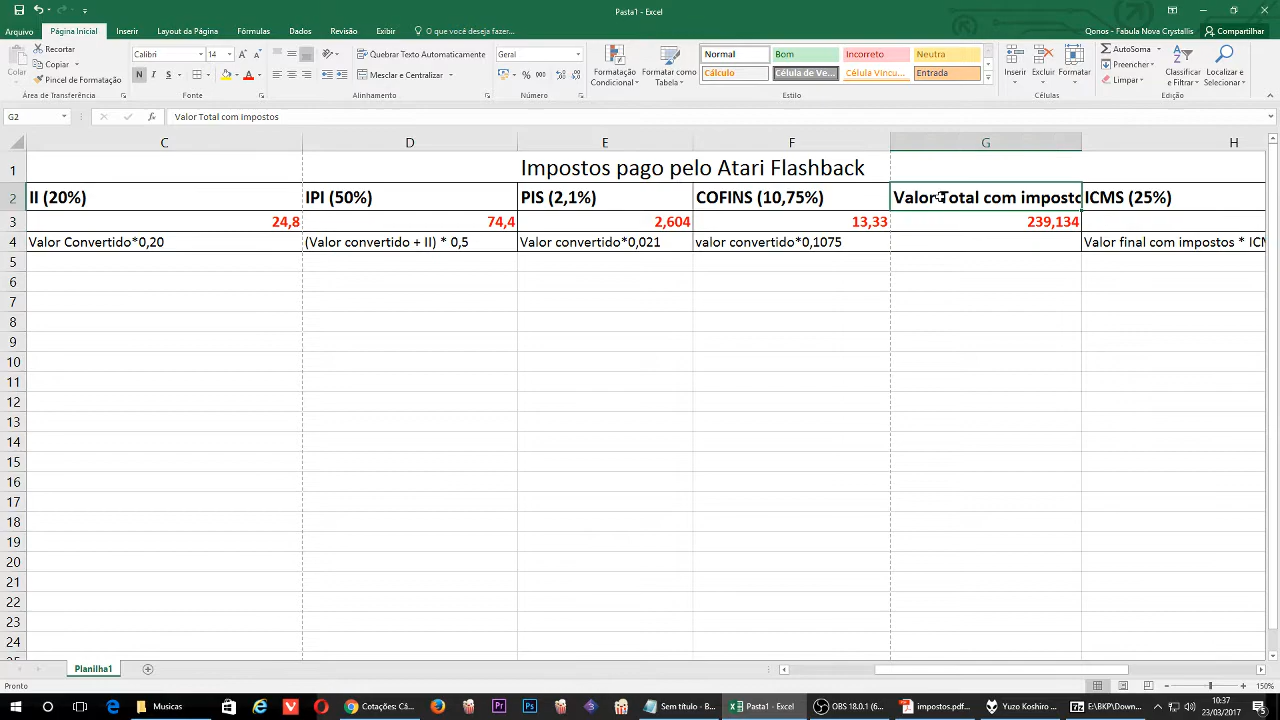 Pasta1 - Excel
Arquivo Página Inicial Inserir Layout da Página Fórmulas Dados Revisão Exibir O que você deseja fazer... Qonos - Fabula Nova Crystallis Compartilhar
Colar Recortar Calibri 14 Quebrar Texto Automaticamente Geral Normal Bom Incorreto Neutra AutoSoma
Copiar Formatação Condicional Formatar como Tabela Inserir Excluir Formatar Preencher Classificar e Filtrar Localizar e Selecionar
Pincel de Formatação N I S Mesclar e Centralizar % 000 Cálculo Célula de Ve... Célula Víncu... Entrada Limpar
Área de Transferência Fonte Alinhamento Número Estilo Células Edição
G2 Valor Total com impostos
C D E F G H
1 Impostos pago pelo Atari Flashback
2 II (20%) IPI (50%) PIS (2,1%) COFINS (10,75%) Valor Total com imposto ICMS (25%)
3 24,8 74,4 2,604 13,33 239,134
4 Valor Convertido*0,20 (Valor convertido + II) * 0,5 Valor convertido*0,021 valor convertido*0,1075 Valor final com impostos * ICM
5
6
7
8
9
10
11
12
13
14
15
16
17
18
19
20
21
22
23
24
Planilha1
Pronto 150%
Musicas Cotações Câ... Sem título - B... Pasta1 - Excel OBS 18.0.1 (6... impostos.pdf... Yuzo Koshiro ... E:\BKP\Down... 10:37
23/03/2017